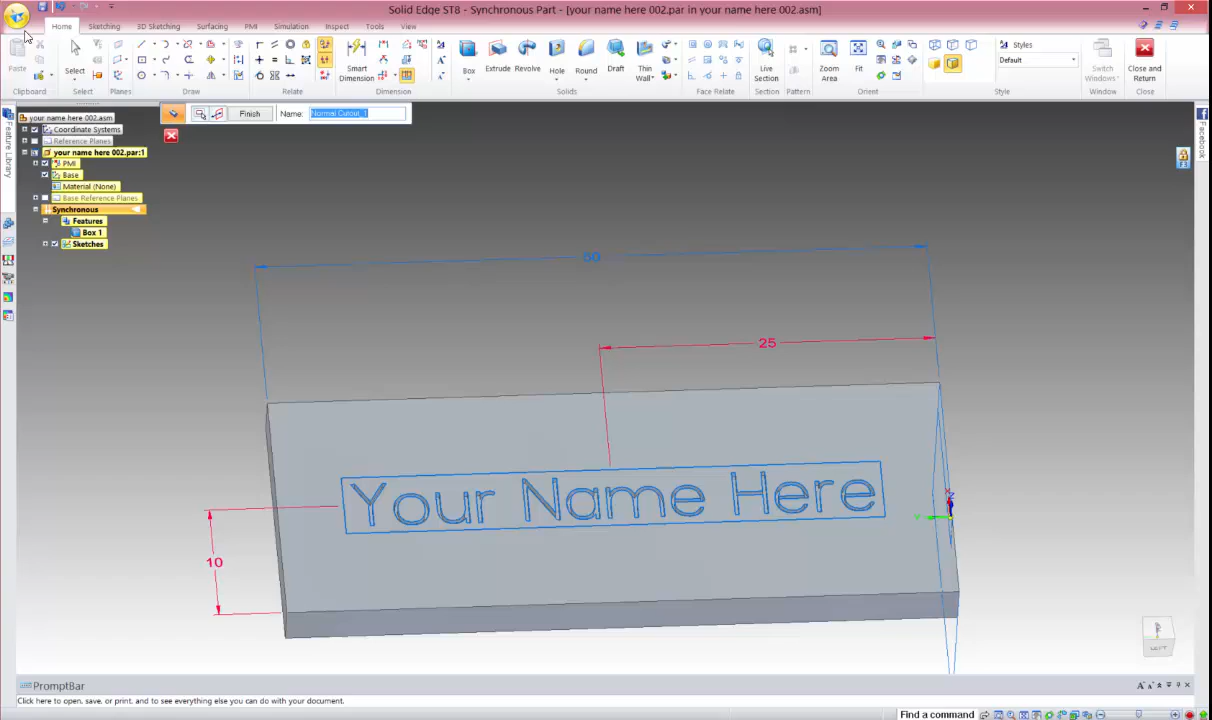 Solid Edge ST8 - Synchronous Part - [your name here 002.par in your name here 002.asm]
Home
Sketching
3D Sketching
Surfacing
PMI
Simulation
Inspect
Tools
View
Paste
Select
Smart Dimension
Box
Extrude
Revolve
Hole
Round
Draft
Thin Wall
Live Section
Zoom Area
Fit
Styles
Default
Switch Windows
Close and Return
Clipboard
Select
Planes
Draw
Relate
Dimension
Solids
Face Relate
Section
Pattern
Orient
Style
Window
Close
Finish
Name:
Normal Cutout_1
your name here 002.asm
Coordinate Systems
Reference Planes
your name here 002.par:1
PMI
Base
Material (None)
Base Reference Planes
Synchronous
Features
Box 1
Sketches
Feature Library
Facebook
F3
50
25
10
Your Name Here
Y
Z
LEFT
PromptBar
Click here to open, save, or print, and to see everything else you can do with your document.
Find a command